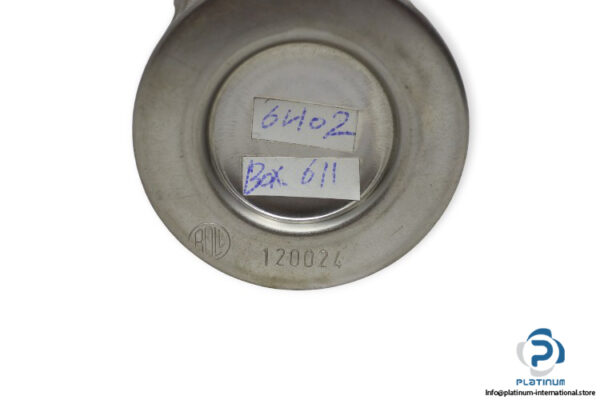 6402
Box 611
120024
PLATINUM
Info@platinum-international.store